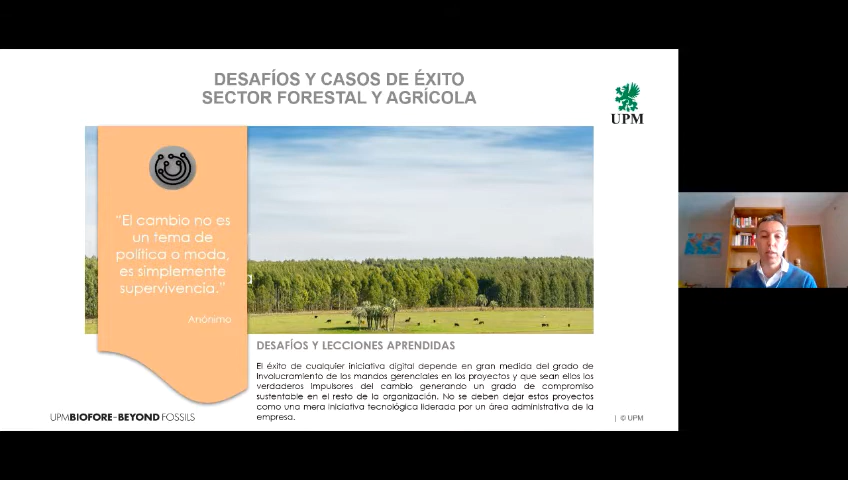 DESAFÍOS Y CASOS DE ÉXITO
SECTOR FORESTAL Y AGRÍCOLA
UPM
“El cambio no es
un tema de
política o moda,
es simplemente
supervivencia.”
Anónimo
a
DESAFÍOS Y LECCIONES APRENDIDAS
El éxito de cualquier iniciativa digital depende en gran medida del grado de
involucramiento de los mandos gerenciales en los proyectos y que sean ellos los
verdaderos impulsores del cambio generando un grado de compromiso
sustentable en el resto de la organización. No se deben dejar estos proyectos
como una mera iniciativa tecnológica liderada por un área administrativa de la
empresa.
UPM BIOFORE–BEYOND FOSSILS
| © UPM